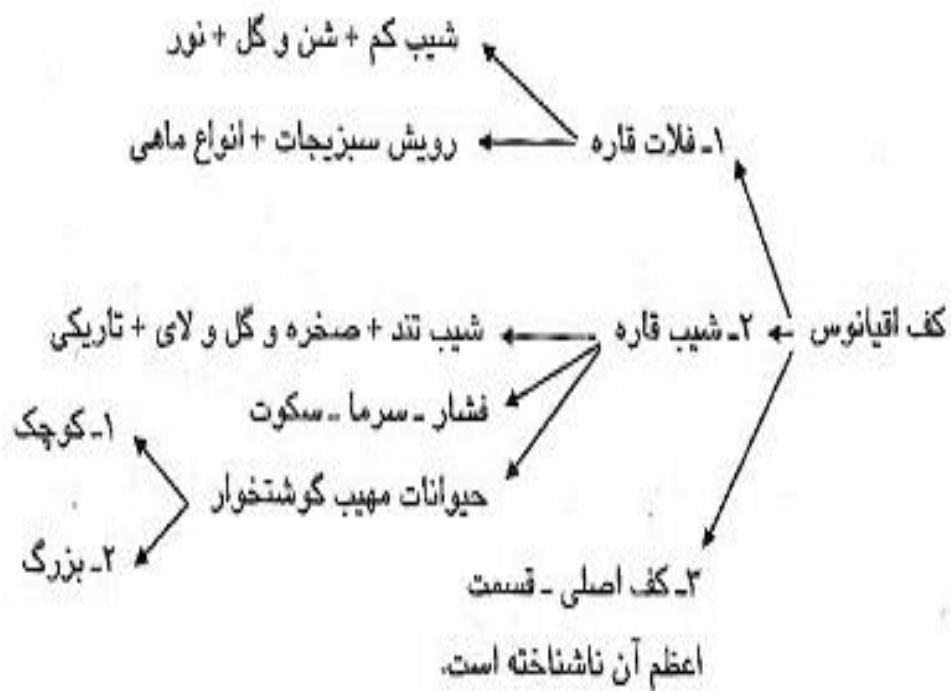 کف اقیانوس
۱ـ فلات قاره
شیب کم + شن و گل + نور
رویش سبزیجات + انواع ماهی
۲ـ شیب قاره
شیب تند + صخره و گل و لای + تاریکی
فشار ـ سرما ـ سکوت
حیوانات مهیب گوشتخوار
۱ـ کوچک
۲ـ بزرگ
۳ـ کف اصلی ـ قسمت
اعظم آن ناشناخته است.